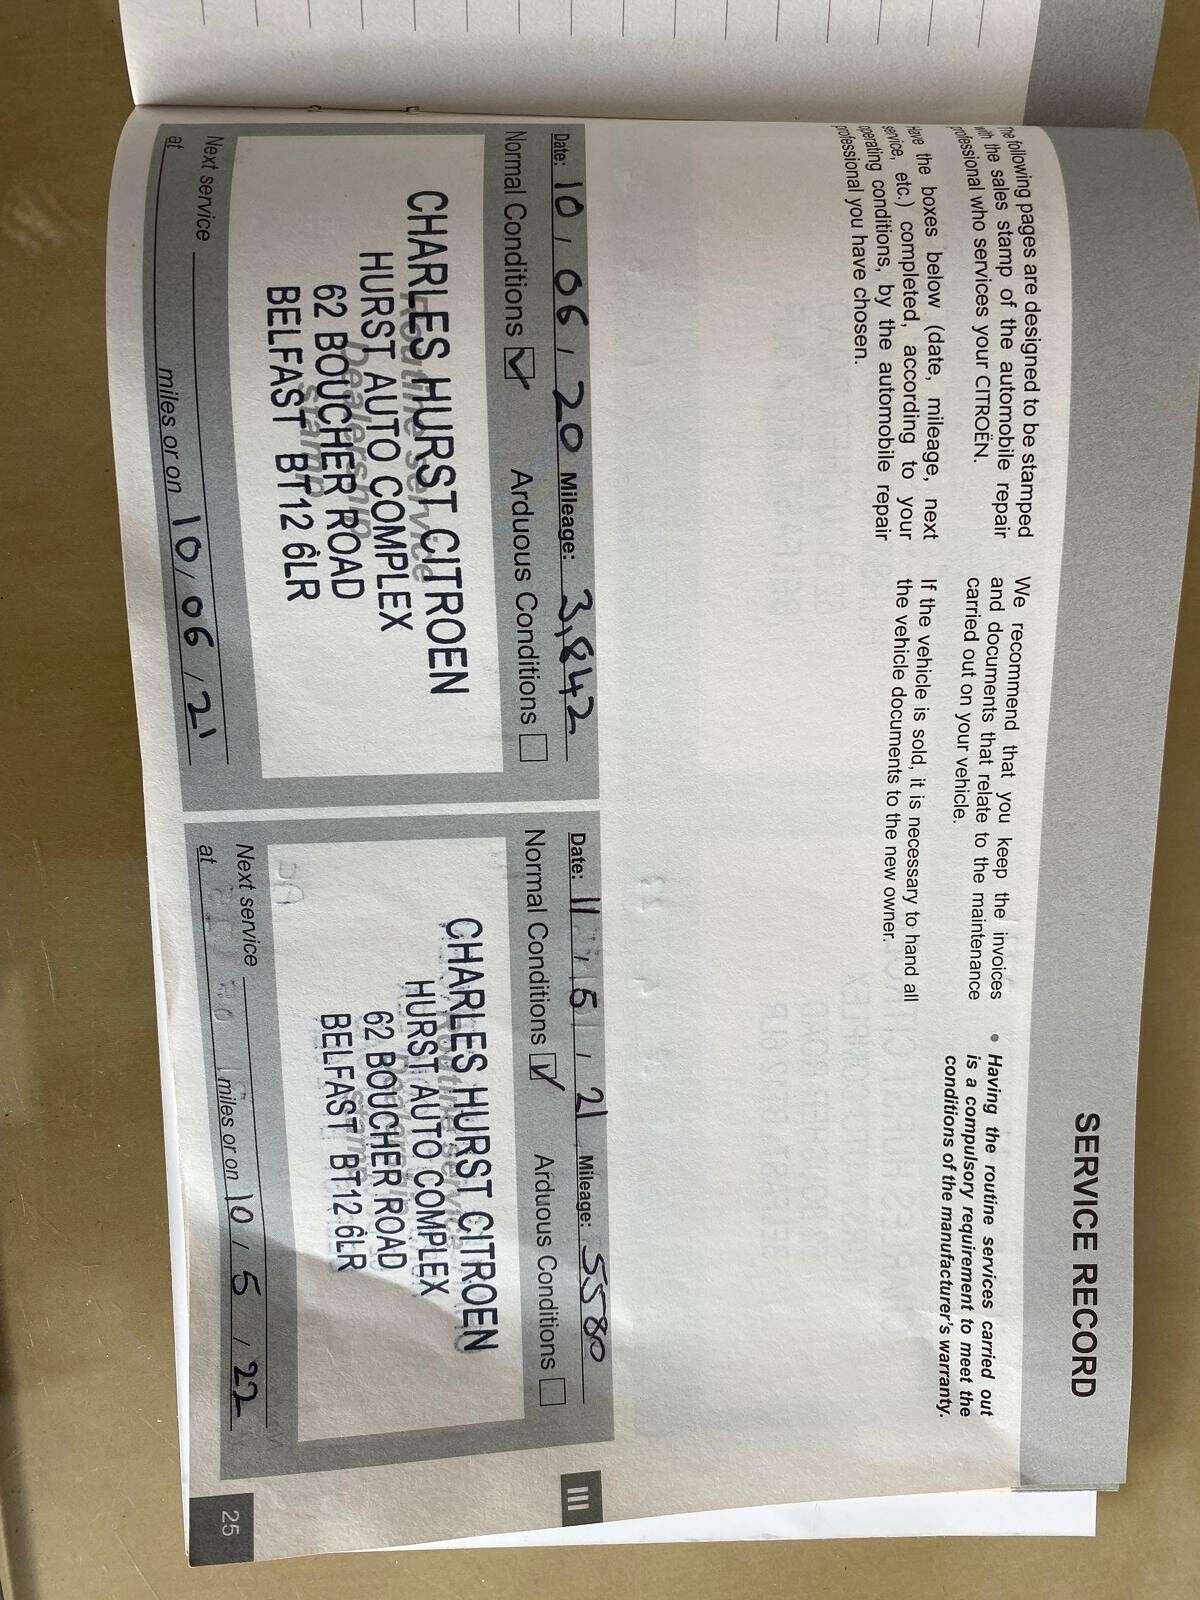 SERVICE RECORD
The following pages are designed to be stamped
with the sales stamp of the automobile repair
professional who services your CITROËN.
Have the boxes below (date, mileage, next
service, etc.) completed, according to your
operating conditions, by the automobile repair
professional you have chosen.
We recommend that you keep the invoices
and documents that relate to the maintenance
carried out on your vehicle.
If the vehicle is sold, it is necessary to hand all
the vehicle documents to the new owner.
• Having the routine services carried out
is a compulsory requirement to meet the
conditions of the manufacturer's warranty.
Date: 10 / 06 / 20 Mileage: 3,842
Normal Conditions ☑ Arduous Conditions ☐
Routine service
Dealership
stamp
CHARLES HURST CITROEN
HURST AUTO COMPLEX
62 BOUCHER ROAD
BELFAST BT12 6LR
Next service
at miles or on 10 / 06 / 21
Date: 11 / 5 / 21 Mileage: 5580
Normal Conditions ☑ Arduous Conditions ☐
Routine service
CHARLES HURST CITROEN
HURST AUTO COMPLEX
62 BOUCHER ROAD
BELFAST BT12 6LR
Next service
at miles or on 10 / 5 / 22
III
25